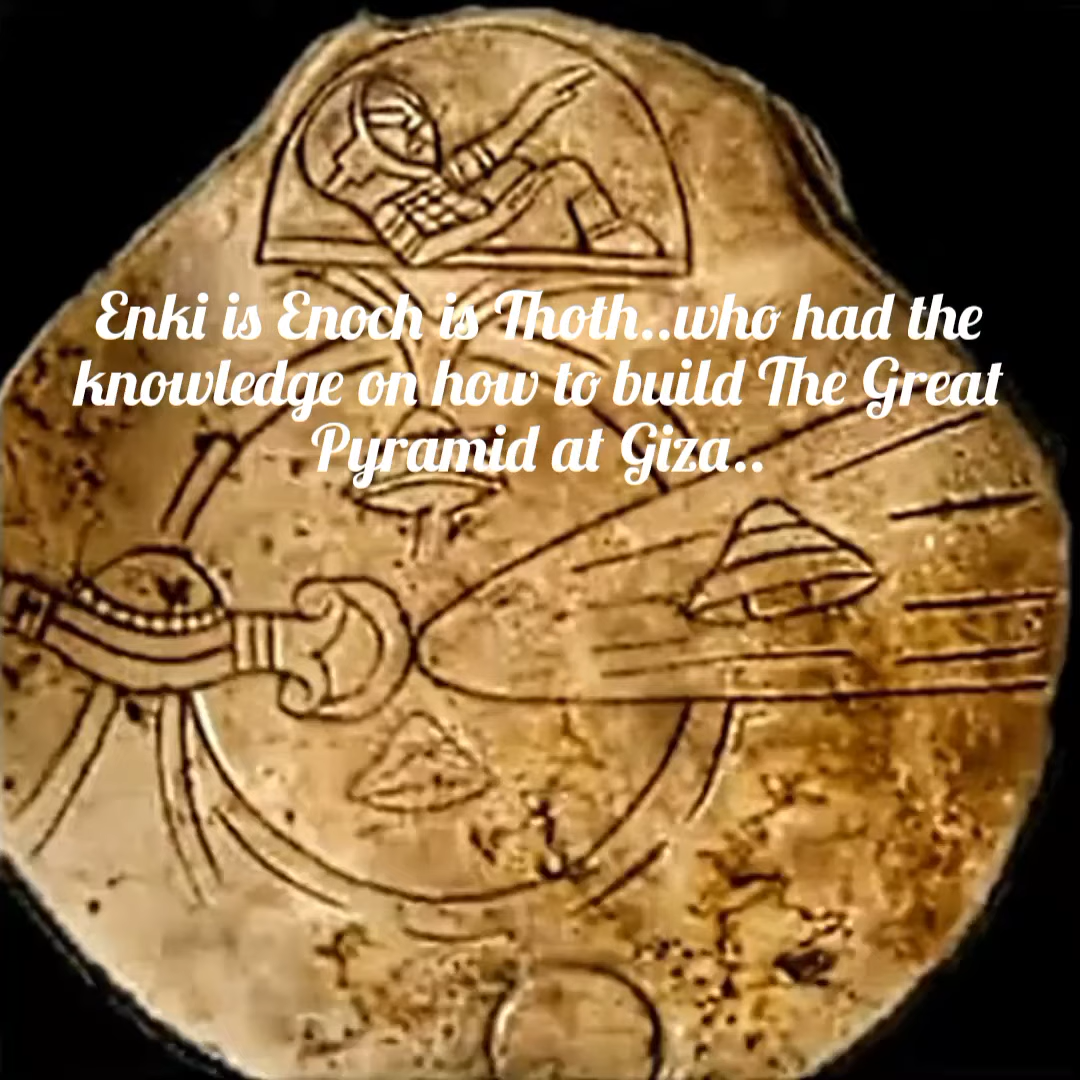 Enki is Enoch is Thoth..who had the
knowledge on how to build The Great
Pyramid at Giza..